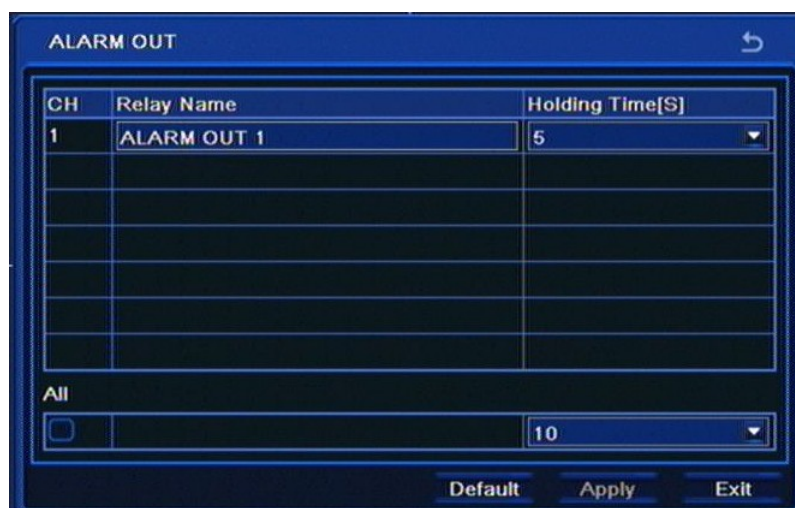 ALARM OUT
CH Relay Name Holding Time[S]
1 ALARM OUT 1 5
All
10
Default Apply Exit